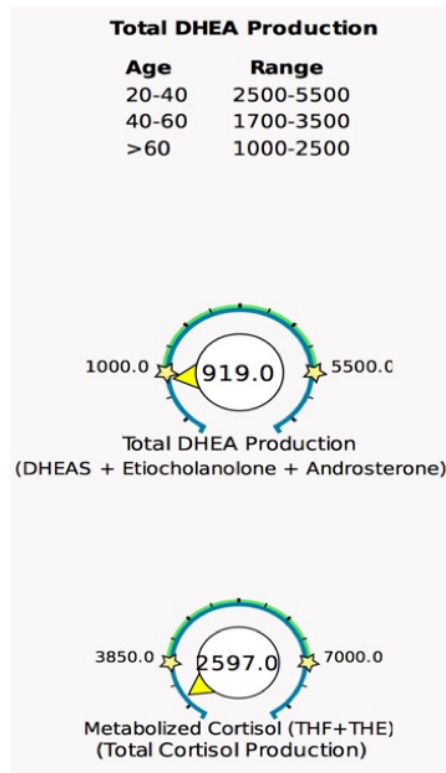 Total DHEA Production
Age Range
20-40 2500-5500
40-60 1700-3500
>60 1000-2500
1000.0 919.0 5500.0
Total DHEA Production
(DHEAS + Etiocholanolone + Androsterone)
3850.0 2597.0 7000.0
Metabolized Cortisol (THF+THE)
(Total Cortisol Production)